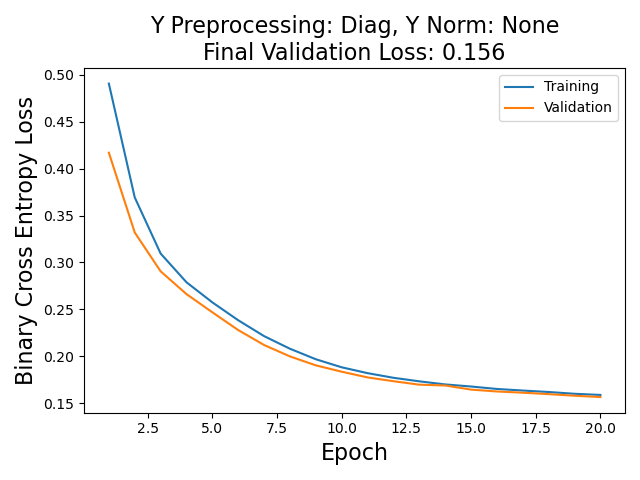 Y Preprocessing: Diag, Y Norm: None
Final Validation Loss: 0.156
Training
Validation
Binary Cross Entropy Loss
0.50
0.45
0.40
0.35
0.30
0.25
0.20
0.15
2.5 5.0 7.5 10.0 12.5 15.0 17.5 20.0
Epoch